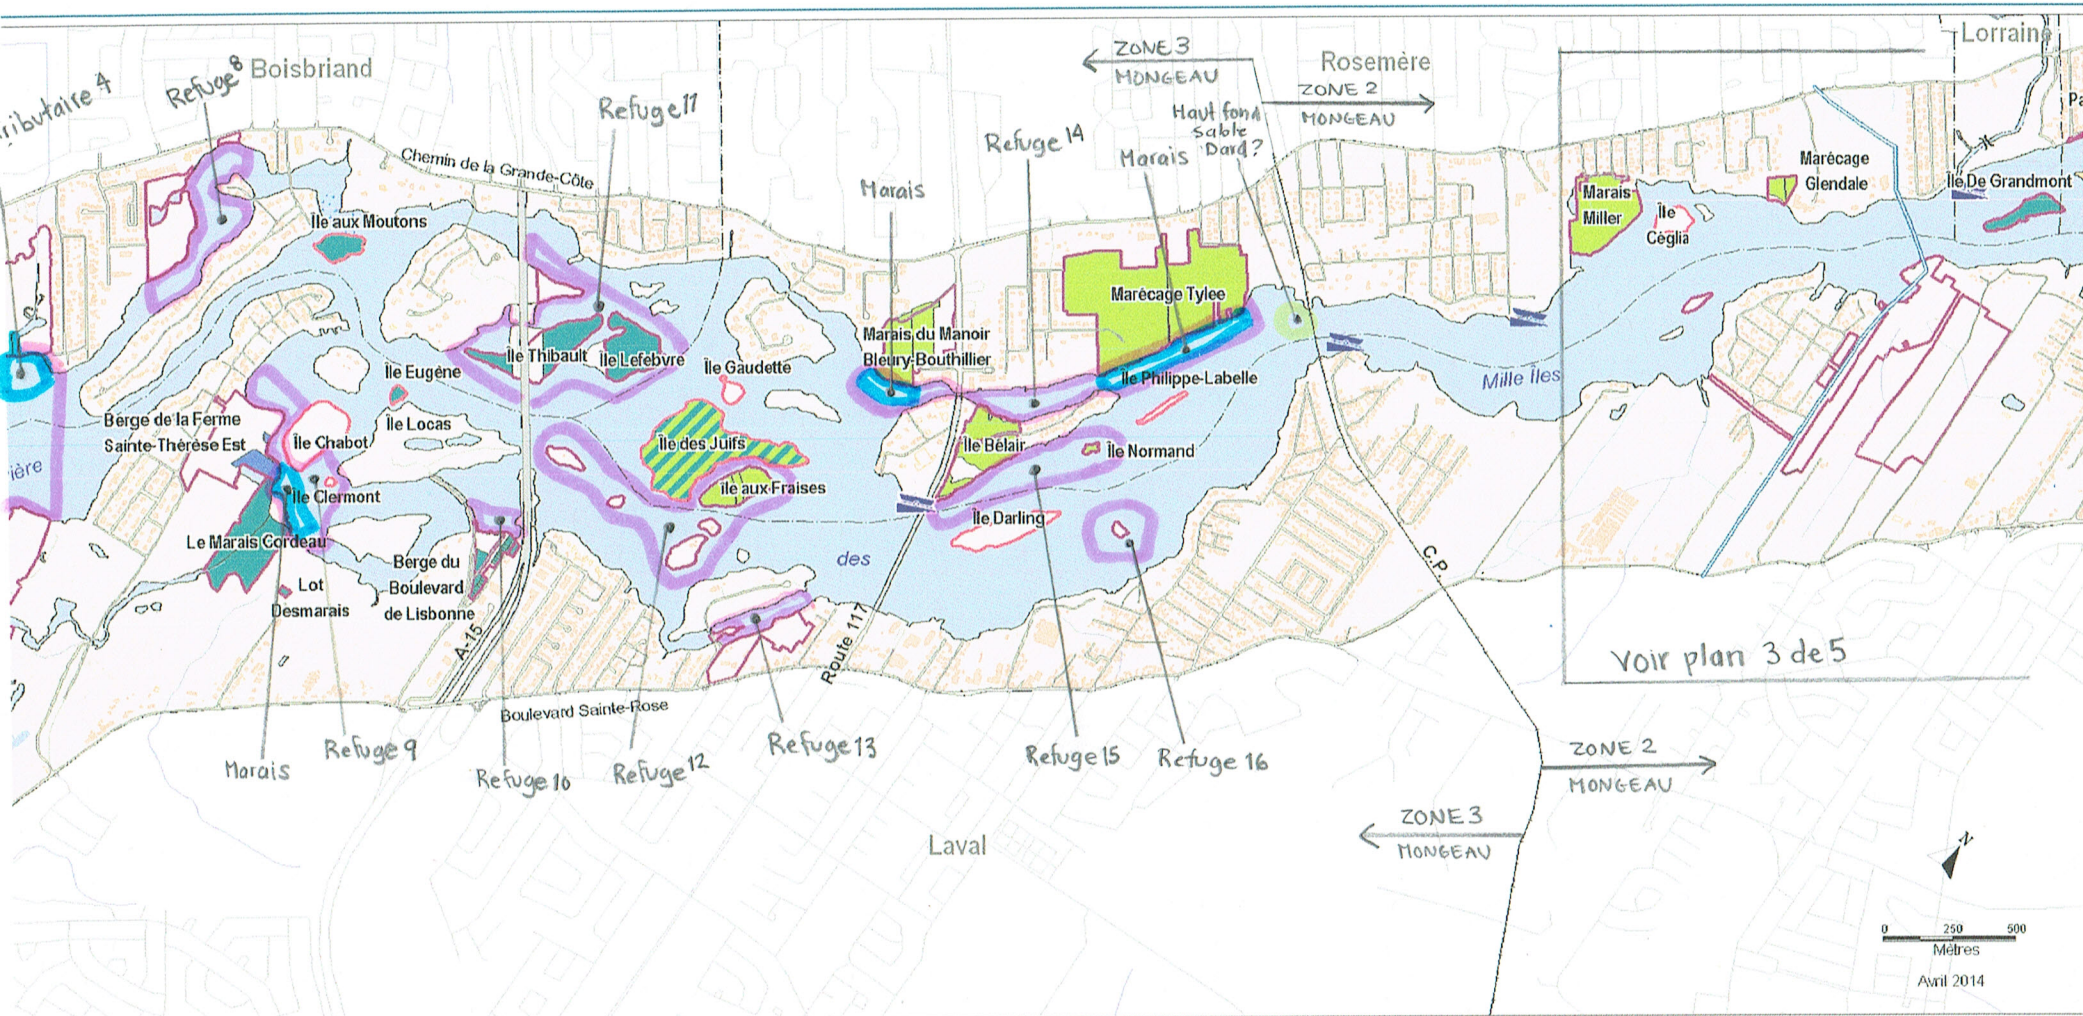 Boisbriand
Refuge 8
Refuge 11
Chemin de la Grande-Côte
ZONE 3
MONGEAU
Rosemère
ZONE 2
MONGEAU
Haut fond
Sable
Dard?
Refuge 14
Marais
Marais
Lorraine
Marais
Miller
Île
Céglia
Marécage
Glendale
Île De Grandmont
Île aux Moutons
Île Thibault
Île Lefebvre
Île Gaudette
Île Eugène
Île Locas
Marais du Manoir
Bleury-Bouthillier
Marécage Tylee
Île Philippe-Labelle
Mille Îles
Berge de la Ferme
Sainte-Thérèse Est
Île Chabot
Île Clermont
Le Marais Cordeau
Lot
Desmarais
Berge du
Boulevard
de Lisbonne
Île des Juifs
Île aux Fraises
Île Bélair
Île Normand
Île Darling
des
A-15
Route 117
C.P.
Boulevard Sainte-Rose
Voir plan 3 de 5
Marais
Refuge 9
Refuge 10
Refuge 12
Refuge 13
Refuge 15
Refuge 16
ZONE 2
MONGEAU
ZONE 3
MONGEAU
Laval
N
0 250 500
Mètres
Avril 2014